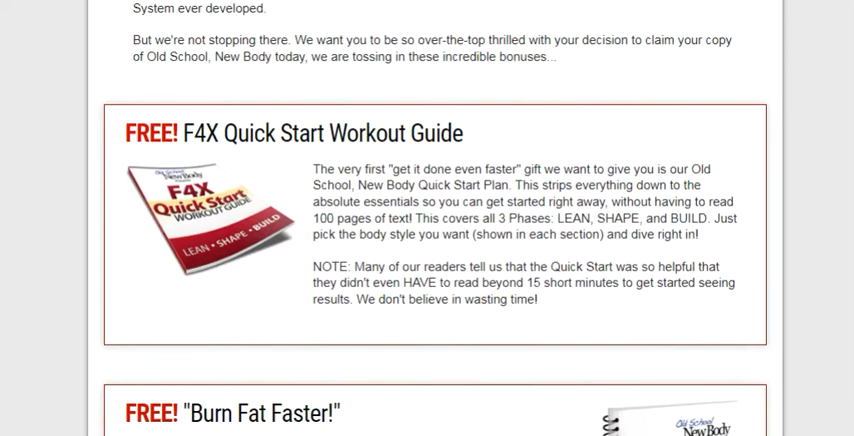 System ever developed.
But we're not stopping there. We want you to be so over-the-top thrilled with your decision to claim your copy
of Old School, New Body today, we are tossing in these incredible bonuses...
FREE! F4X Quick Start Workout Guide
Old School
New Body
F4X
Quick Start
WORKOUT GUIDE
LEAN • SHAPE • BUILD
The very first "get it done even faster" gift we want to give you is our Old
School, New Body Quick Start Plan. This strips everything down to the
absolute essentials so you can get started right away, without having to read
100 pages of text! This covers all 3 Phases: LEAN, SHAPE, and BUILD. Just
pick the body style you want (shown in each section) and dive right in!
NOTE: Many of our readers tell us that the Quick Start was so helpful that
they didn't even HAVE to read beyond 15 short minutes to get started seeing
results. We don't believe in wasting time!
FREE! "Burn Fat Faster!"
Old School
New Body